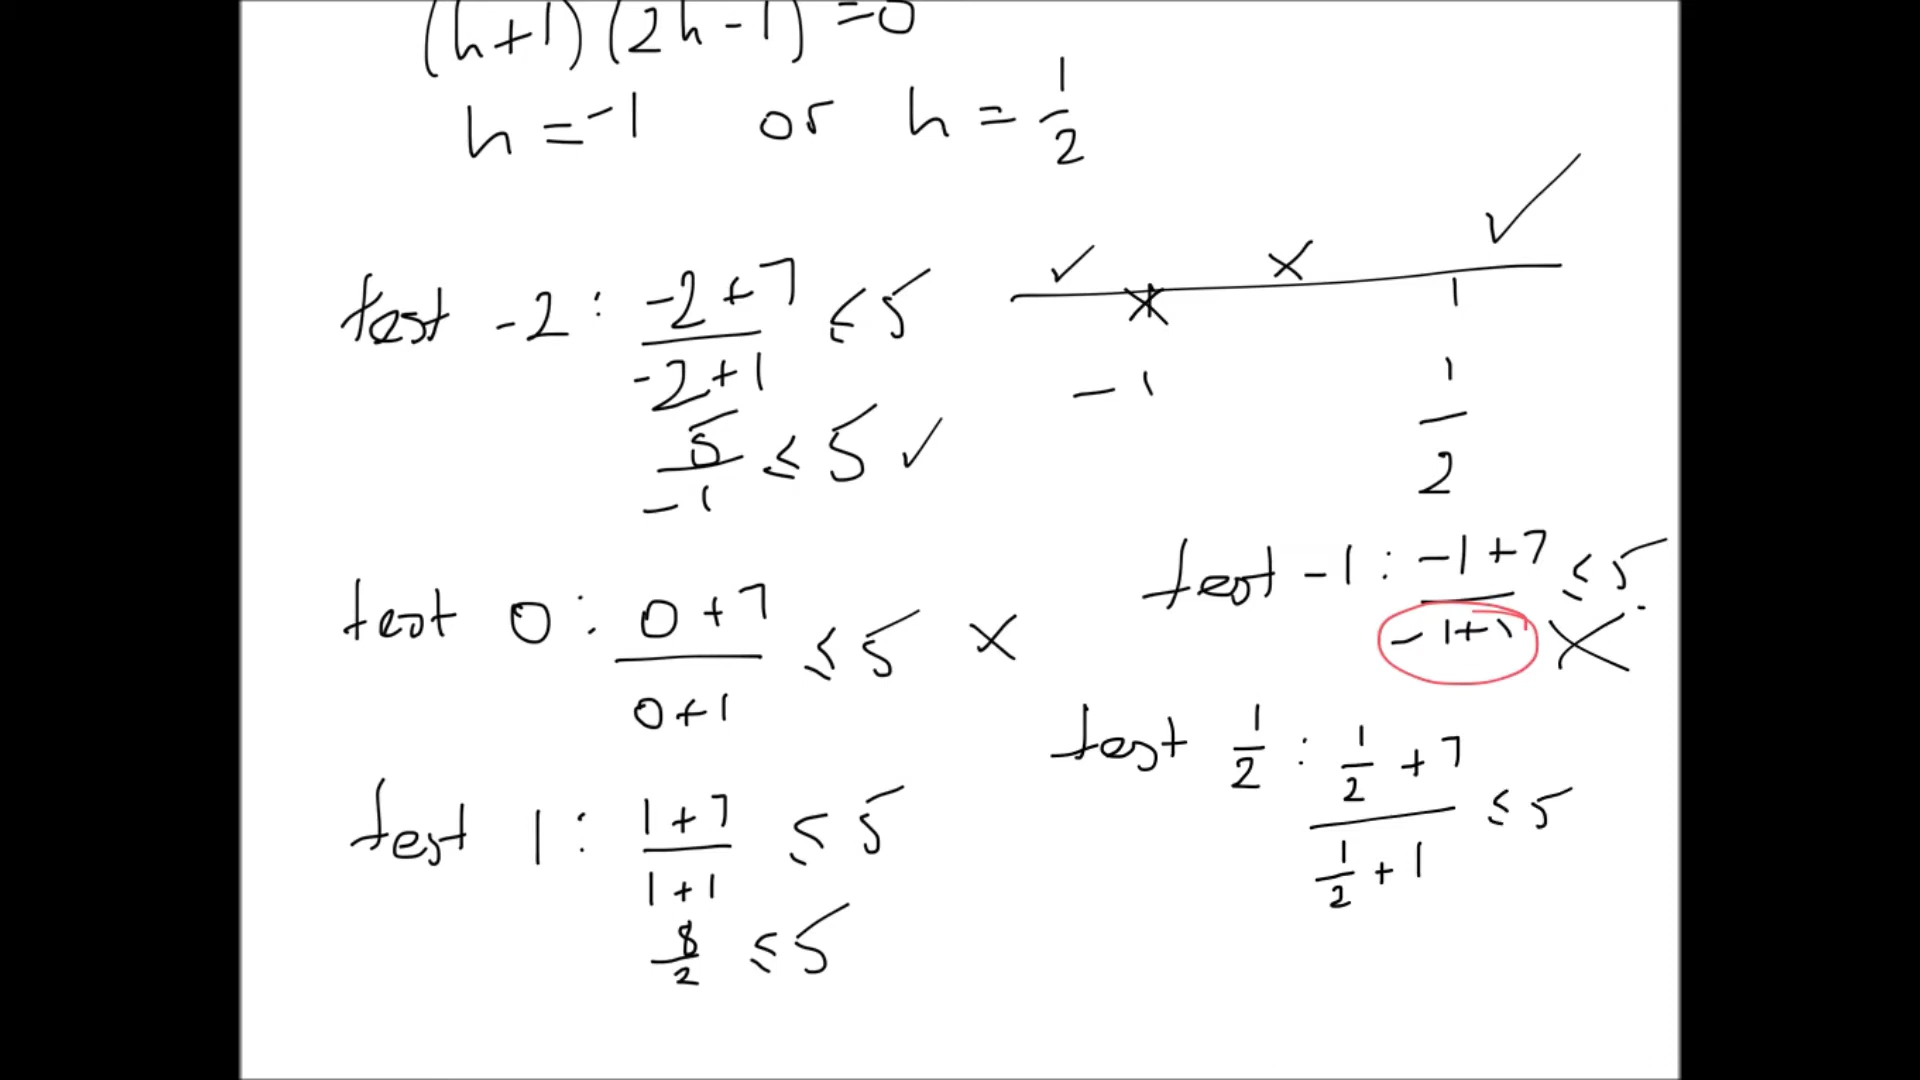 (h+1)(2h-1)=0
h=-1 or h=1/2
test -2: (-2+7)/(-2+1) ≤5
5/-1 ≤5 ✓
✓ × ✓
-1 1/2
test 0: (0+7)/(0+1) ≤5 ×
test 1: (1+7)/(1+1) ≤5
8/2 ≤5
test -1: (-1+7)/(-1+1) ≤5 ×
test 1/2: (1/2+7)/(1/2+1) ≤5